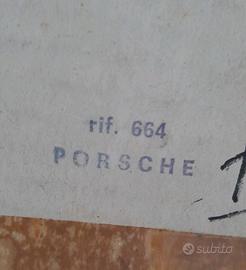 rif. 664
PORSCHE
subito